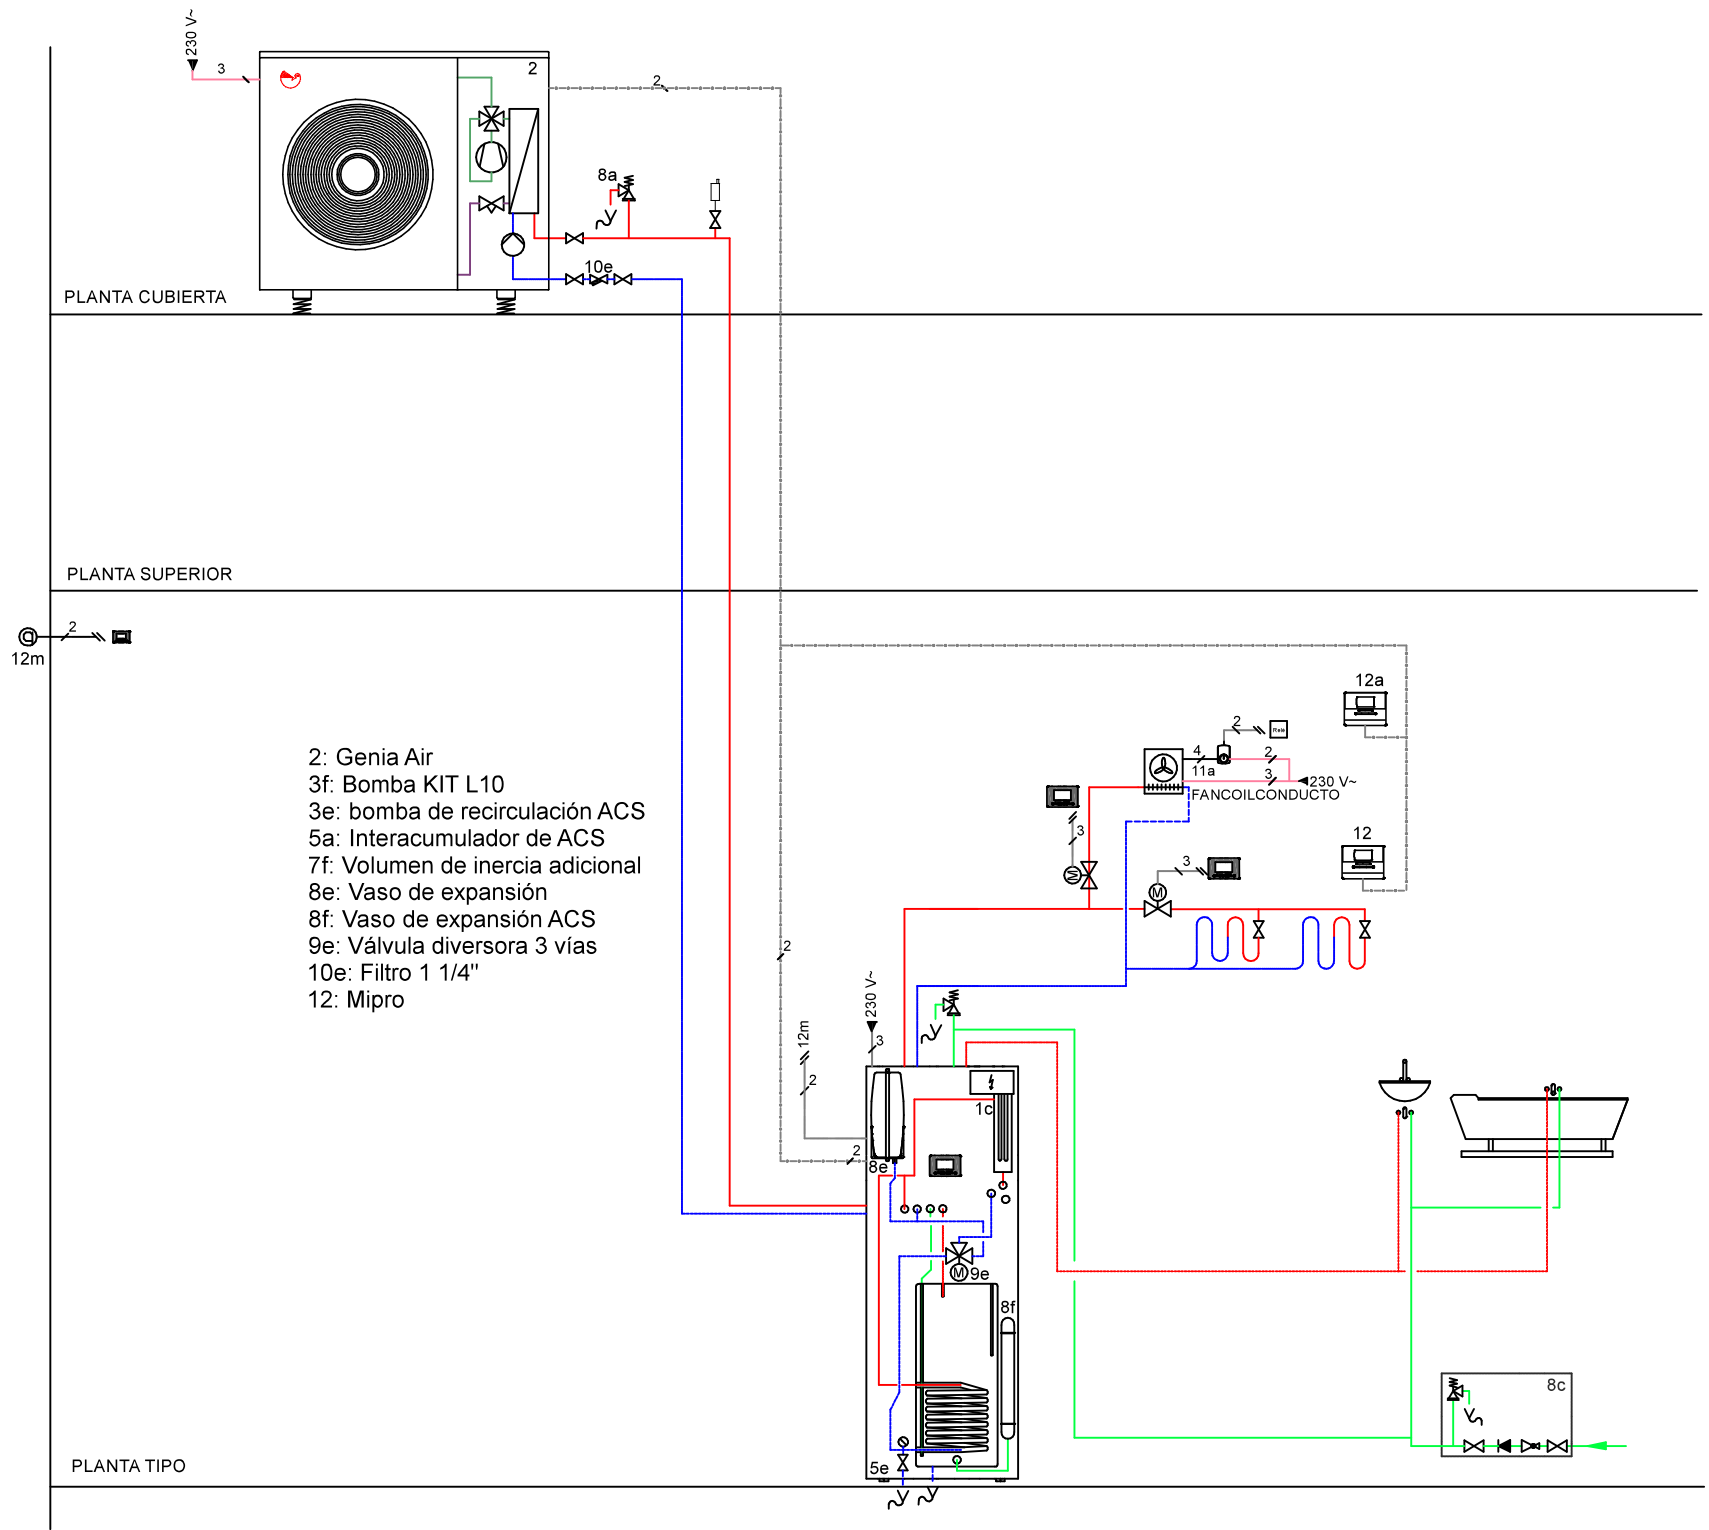 230 V~
3
2
2
8a
10e
PLANTA CUBIERTA
PLANTA SUPERIOR
2
12m
12a
2
Rele
4
2
11a
3
230 V~
FANCOILCONDUCTO
2: Genia Air
3f: Bomba KIT L10
3e: bomba de recirculación ACS
5a: Interacumulador de ACS
7f: Volumen de inercia adicional
8e: Vaso de expansión
8f: Vaso de expansión ACS
9e: Válvula diversora 3 vías
10e: Filtro 1 1/4"
12: Mipro
3
M
12
3
M
2
230 V~
3
12m
2
1c
2
8e
M
9e
8f
8c
5e
PLANTA TIPO